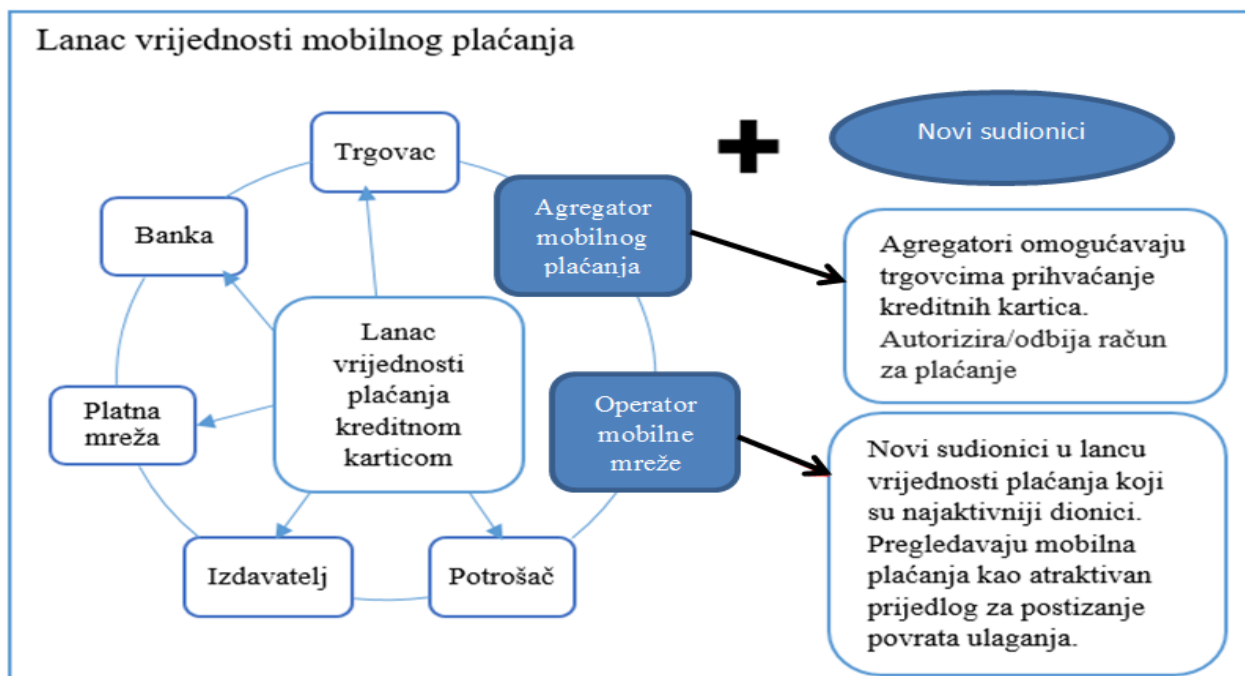 Lanac vrijednosti mobilnog plaćanja
Novi sudionici
Trgovac
Agregator
mobilnog
plaćanja
Banka
Agregatori omogućavaju
trgovcima prihvaćanje
kreditnih kartica.
Autorizira/odbija račun
za plaćanje
Lanac
vrijednosti
plaćanja
kreditnom
karticom
Platna
mreža
Operator
mobilne
mreže
Novi sudionici u lancu
vrijednosti plaćanja koji
su najaktivniji dionici.
Pregledavaju mobilna
plaćanja kao atraktivan
prijedlog za postizanje
povrata ulaganja.
Izdavatelj
Potrošač